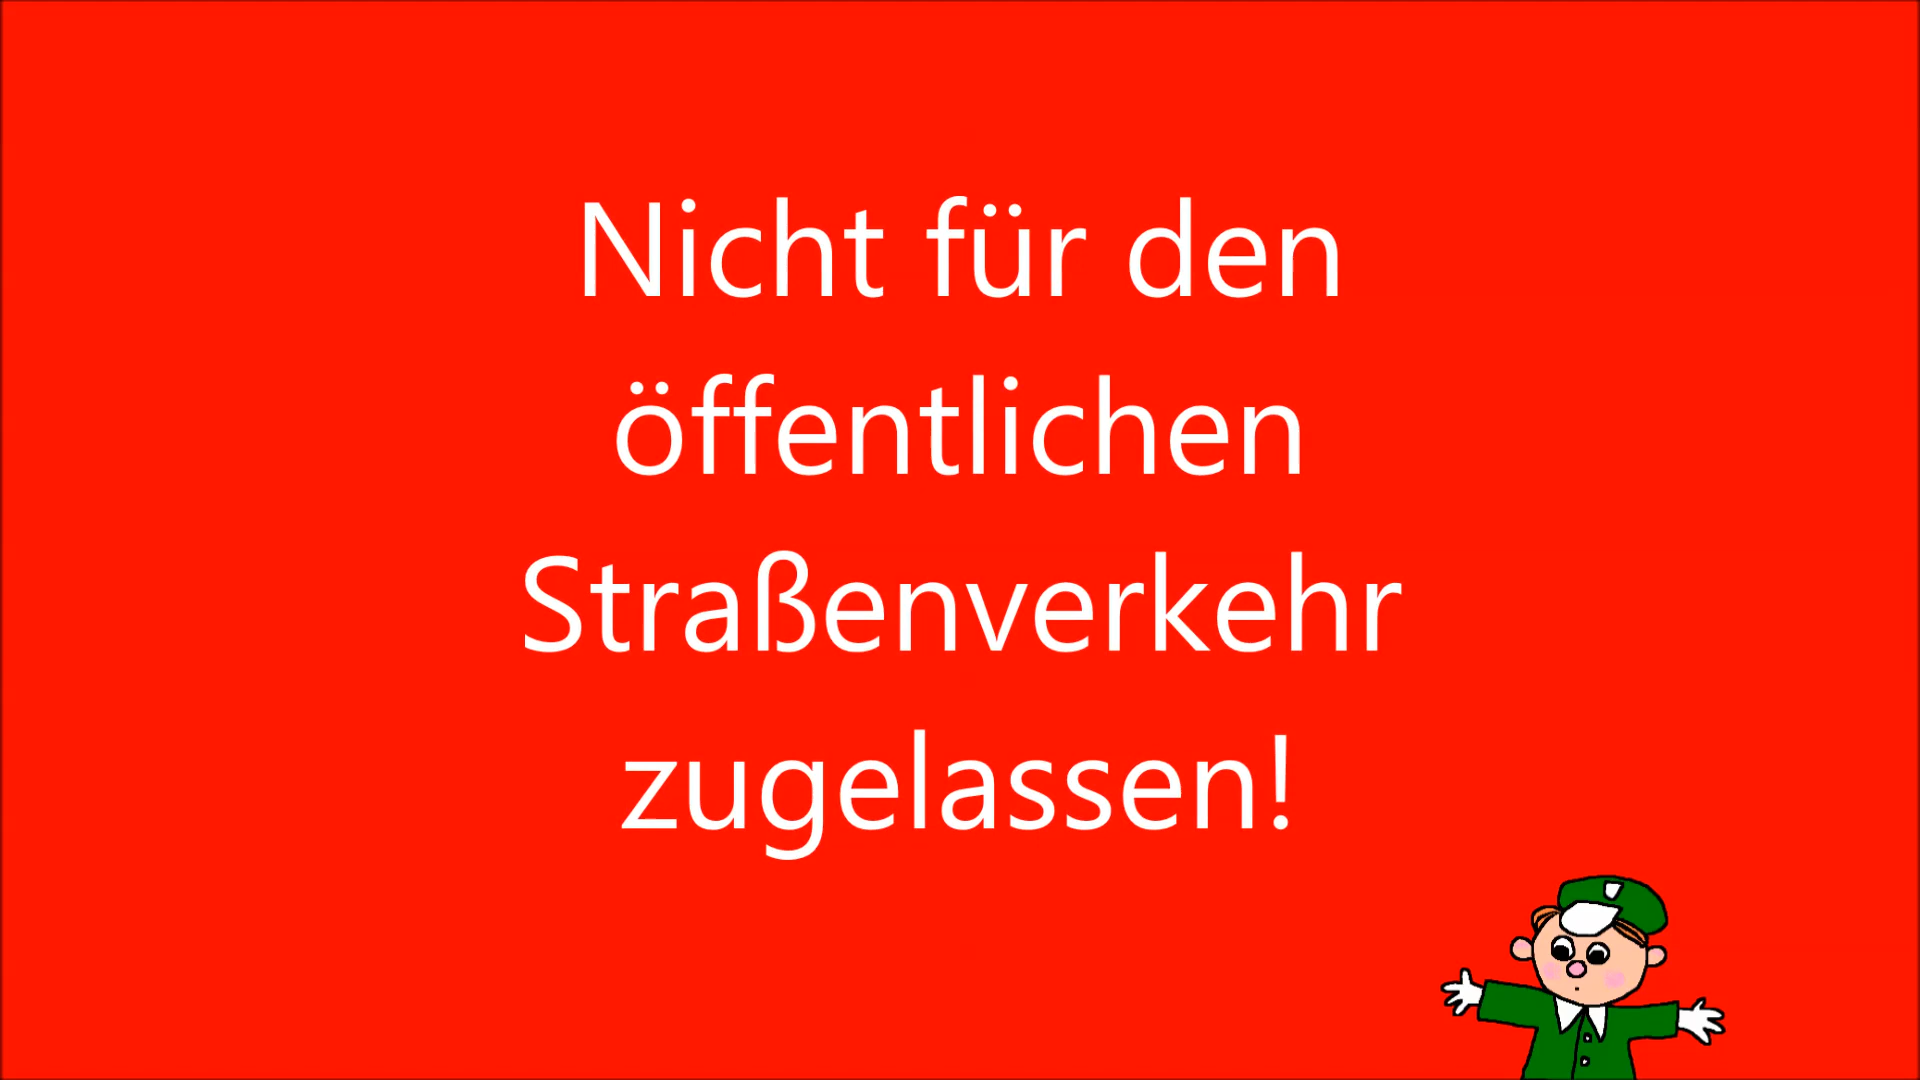 Nicht für den
öffentlichen
Straßenverkehr
zugelassen!